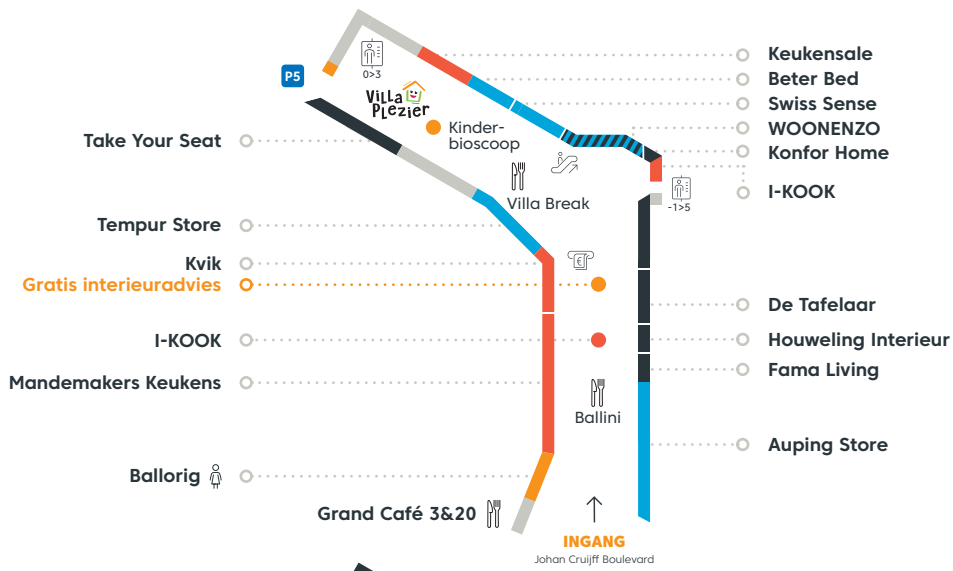 Keukensale
Beter Bed
Swiss Sense
WOONENZO
Konfor Home
I-KOOK
P5
0>3
VILLA
PLEZIER
Kinder-
bioscoop
Take Your Seat
Villa Break
-1>5
Tempur Store
Kvik
€
Gratis interieuradvies
De Tafelaar
I-KOOK
Houweling Interieur
Mandemakers Keukens
Fama Living
Ballini
Auping Store
Ballorig
Grand Café 3&20
INGANG
Johan Cruijff Boulevard